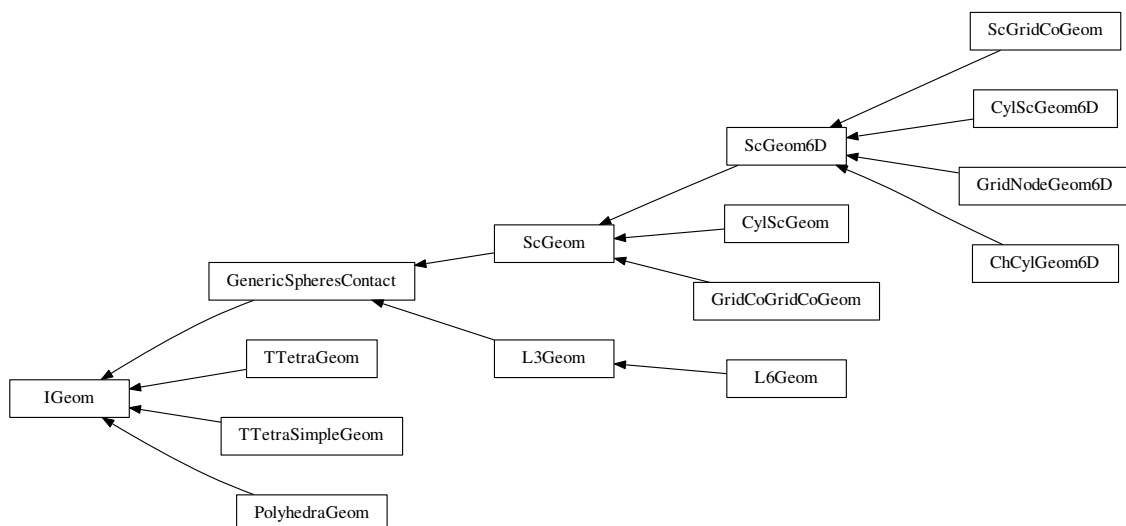 ScGridCoGeom
CylScGeom6D
ScGeom6D
GridNodeGeom6D
CylScGeom
ScGeom
ChCylGeom6D
GenericSpheresContact
GridCoGridCoGeom
TTetraGeom
L3Geom
L6Geom
IGeom
TTetraSimpleGeom
PolyhedraGeom